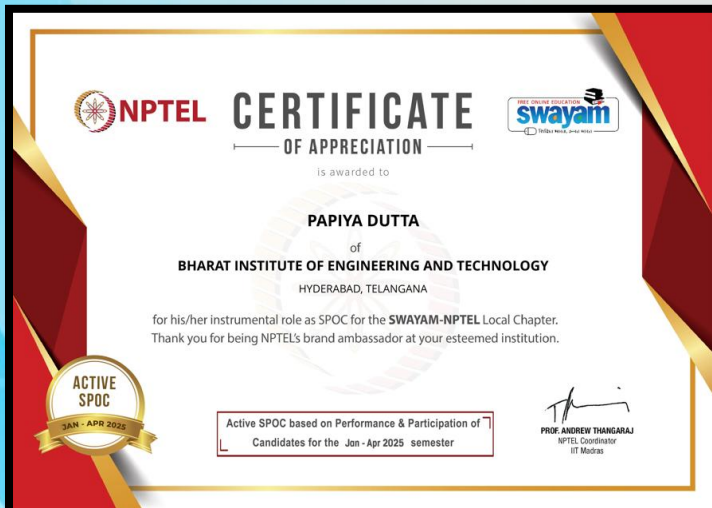 NPTEL
CERTIFICATE
OF APPRECIATION
is awarded to
FREE ONLINE EDUCATION
swayam
PAPIYA DUTTA
of
BHARAT INSTITUTE OF ENGINEERING AND TECHNOLOGY
HYDERABAD, TELANGANA
for his/her instrumental role as SPOC for the SWAYAM-NPTEL Local Chapter.
Thank you for being NPTEL's brand ambassador at your esteemed institution.
ACTIVE
SPOC
JAN - APR 2025
Active SPOC based on Performance & Participation of
Candidates for the Jan - Apr 2025 semester
PROF. ANDREW THANGARAJ
NPTEL Coordinator
IIT Madras